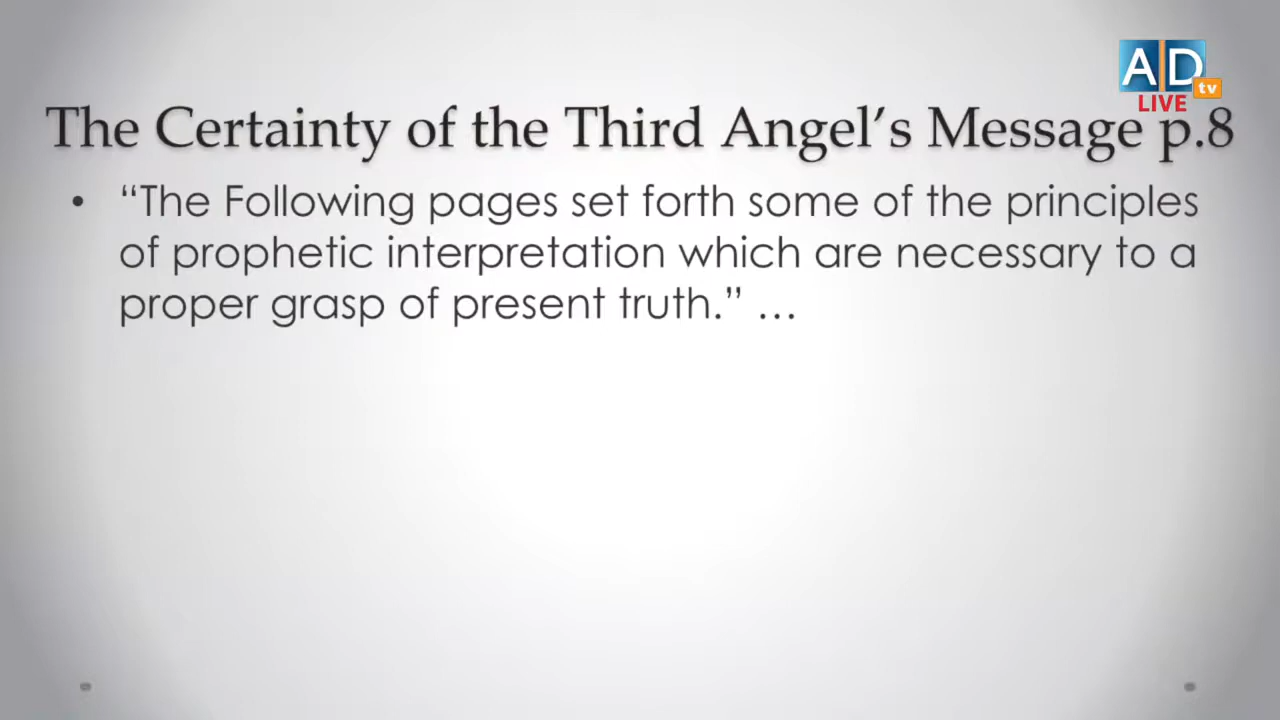 A|D
tv
LIVE
The Certainty of the Third Angel’s Message p.8
• “The Following pages set forth some of the principles
of prophetic interpretation which are necessary to a
proper grasp of present truth.” …